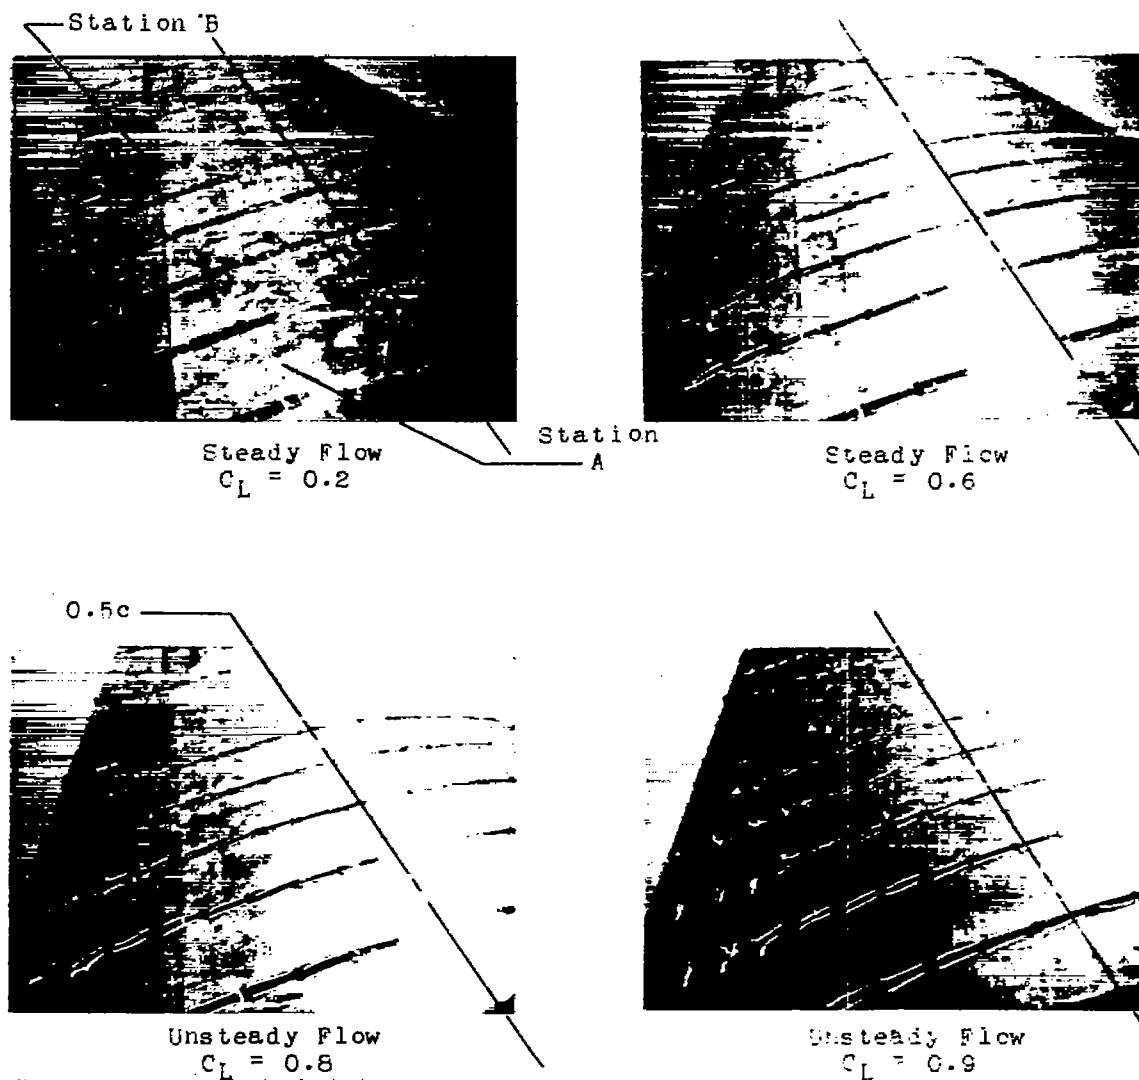 Station B
Station
A
Steady Flow
C_L = 0.2
Steady Flow
C_L = 0.6
0.5c
Unsteady Flow
C_L = 0.8
Unsteady Flow
C_L = 0.9